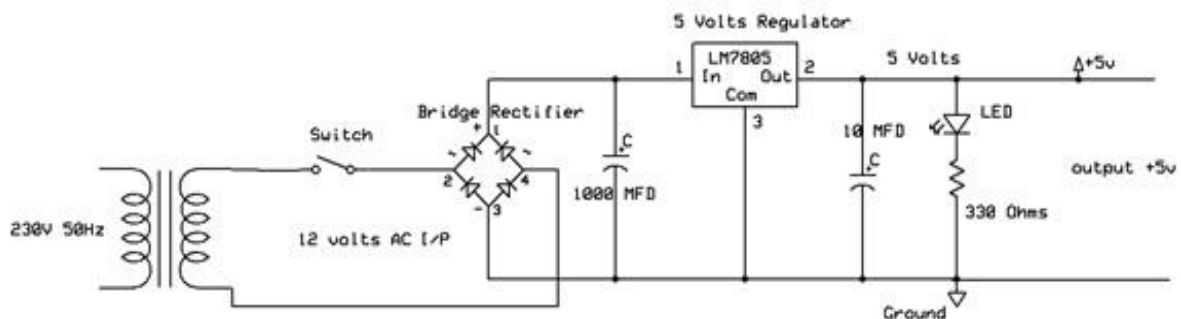 5 Volts Regulator
LM7805
1
In
Out
2
Com
3
5 Volts
+5v
Bridge Rectifier
+
1
~
~
2
4
-
3
Switch
C
+
1000 MFD
10 MFD
+
C
LED
output +5v
330 Ohms
230V 50Hz
12 volts AC I/P
Ground